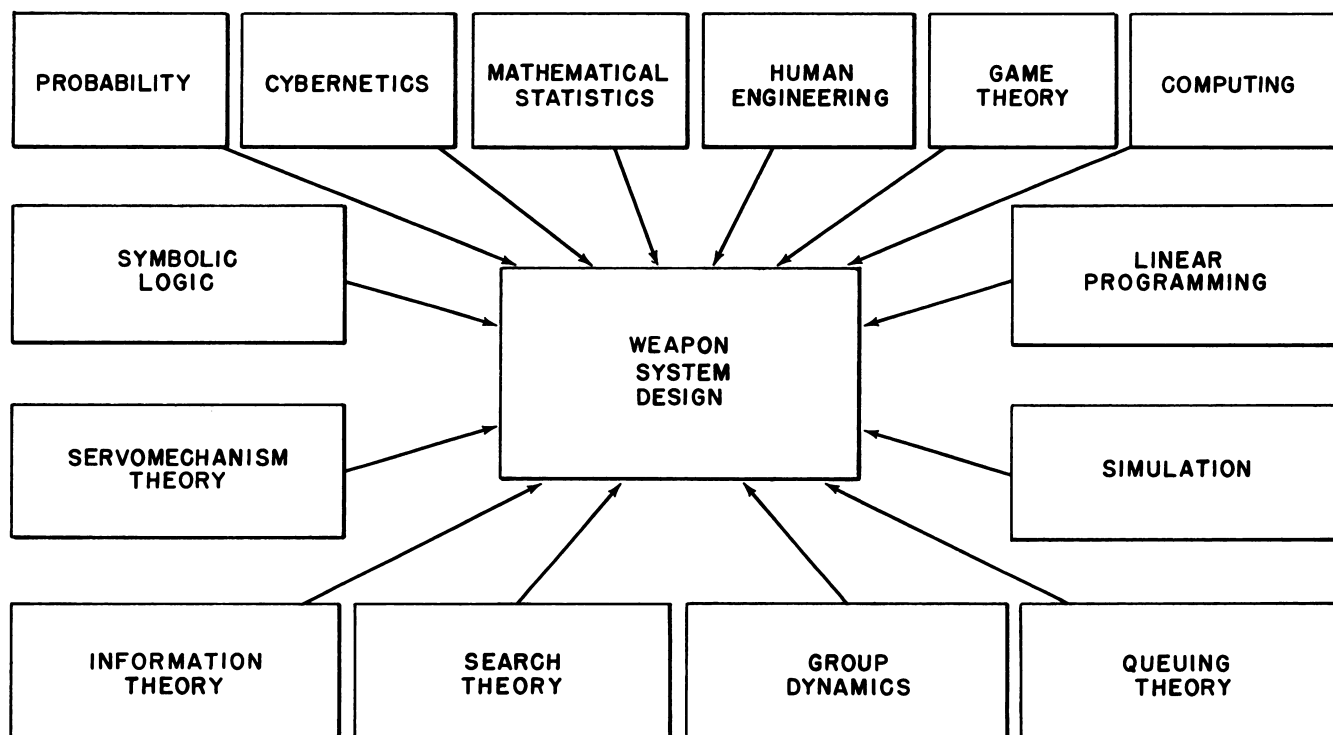 PROBABILITY
CYBERNETICS
MATHEMATICAL
STATISTICS
HUMAN
ENGINEERING
GAME
THEORY
COMPUTING
SYMBOLIC
LOGIC
LINEAR
PROGRAMMING
WEAPON
SYSTEM
DESIGN
SERVOMECHANISM
THEORY
SIMULATION
INFORMATION
THEORY
SEARCH
THEORY
GROUP
DYNAMICS
QUEUING
THEORY